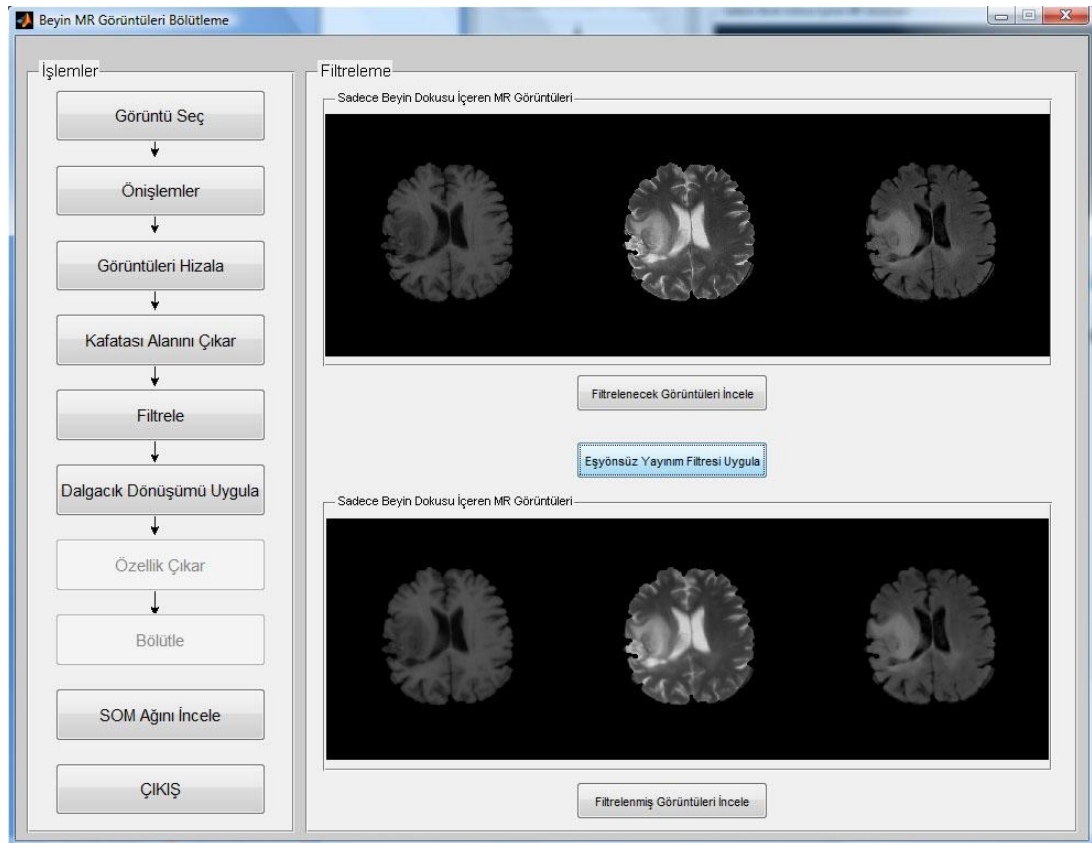 Beyin MR Görüntüleri Bölütleme
İşlemler
Görüntü Seç
Önişlemler
Görüntüleri Hizala
Kafatası Alanını Çıkar
Filtrele
Dalgacık Dönüşümü Uygula
Özellik Çıkar
Bölütle
SOM Ağını İncele
ÇIKIŞ
Filtreleme
Sadece Beyin Dokusu İçeren MR Görüntüleri
Filtrelenecek Görüntüleri İncele
Eşyönsüz Yayınım Filtresi Uygula
Sadece Beyin Dokusu İçeren MR Görüntüleri
Filtrelenmiş Görüntüleri İncele